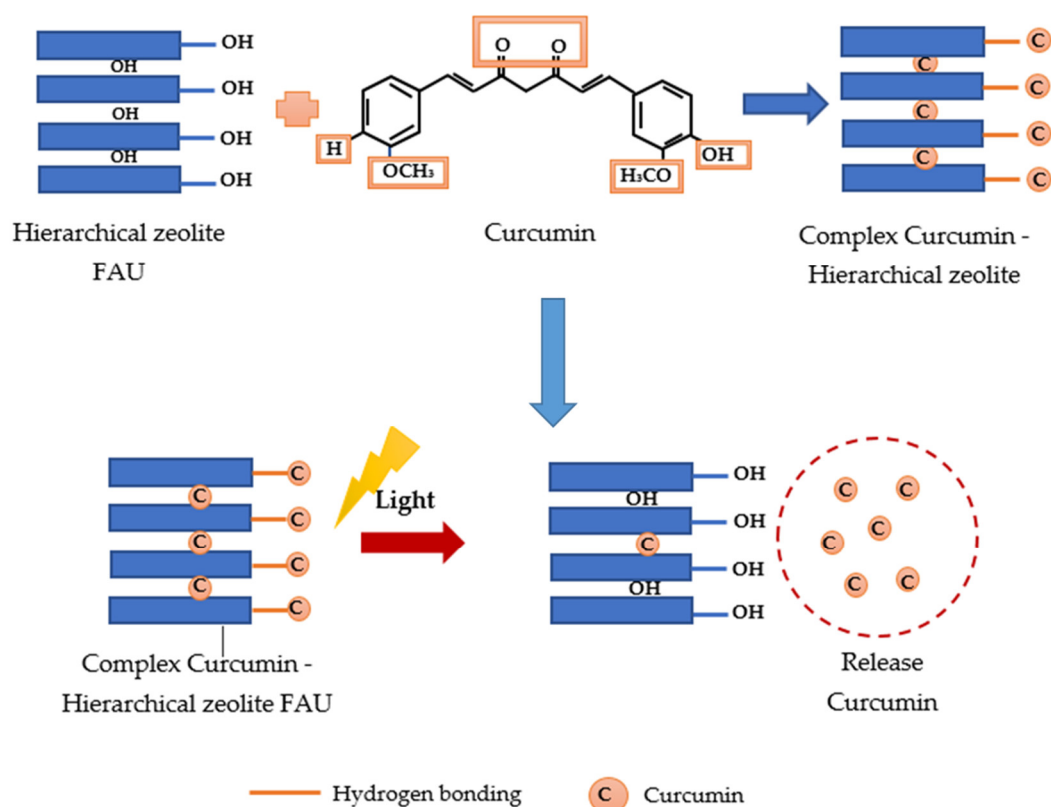 OH
OH
OH
OH
OH
OH
OH
O
O
H
OCH₃
H₃CO
OH
C
C
C
C
C
C
C
Hierarchical zeolite
FAU
Curcumin
Complex Curcumin -
Hierarchical zeolite
C
C
C
C
C
C
C
Light
OH
OH
OH
C
OH
OH
OH
C
C
C
C
C
C
Complex Curcumin -
Hierarchical zeolite FAU
Release
Curcumin
Hydrogen bonding
C
Curcumin